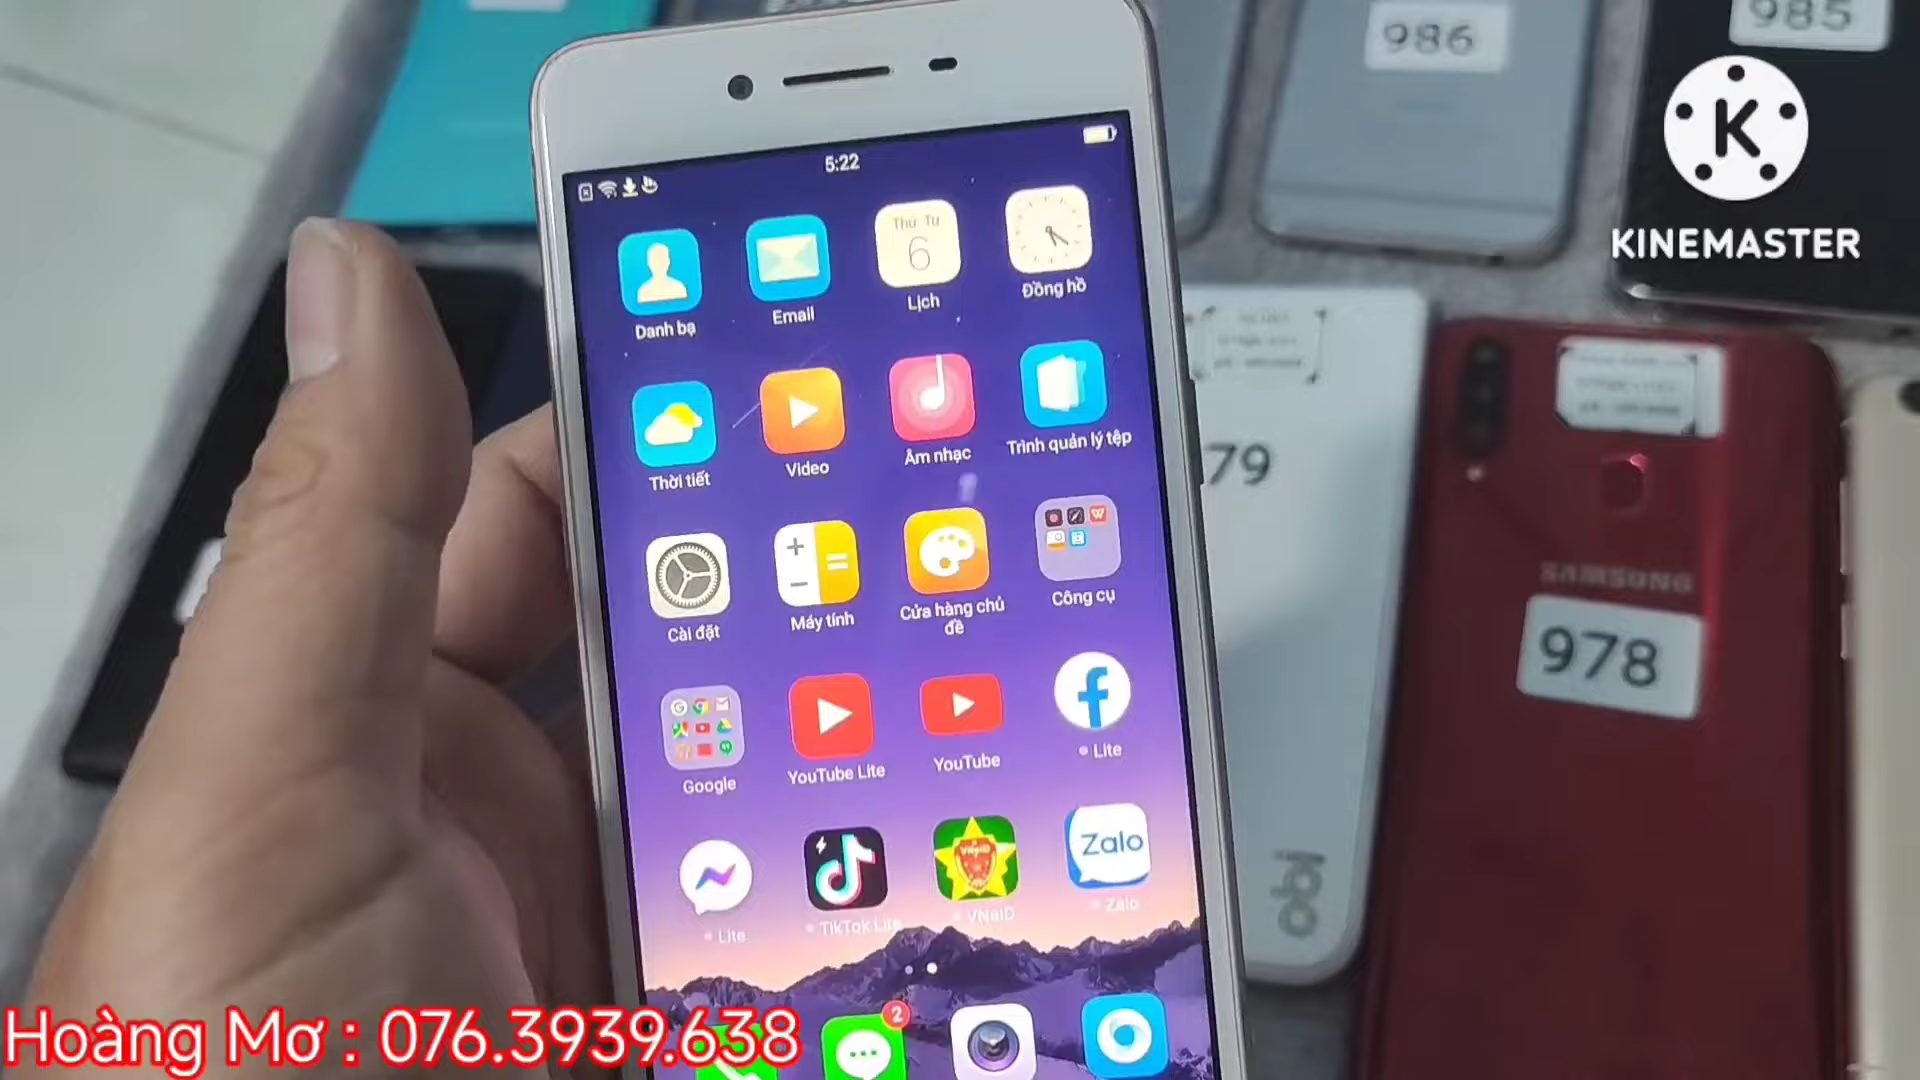 986
985
K
KINEMASTER
5:22
Thứ Tư
6
Danh bạ
Email
Lịch
Đồng hồ
Thời tiết
Video
Âm nhạc
Trình quản lý tệp
79
Cài đặt
Máy tính
Cửa hàng chủ
đề
Công cụ
SAMSUNG
978
Google
YouTube Lite
YouTube
Lite
VNeID
Zalo
Lite
TikTok Lite
VNeID
Zalo
obi
2
Hoàng Mơ : 076.3939.638